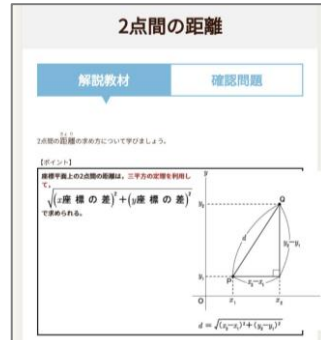 2点間の距離
解説教材
確認問題
2点間の距離の求め方について学びましょう。
【ポイント】
座標平面上の2点間の距離は、三平方の定理を利用し
て、
√(x座標の差)²+(y座標の差)²
で求められる。
y
y₂
Q
d
y₂−y₁
y₁
P
x₂−x₁
O
x₁
x₂
x
d = √(x₂−x₁)²+(y₂−y₁)²